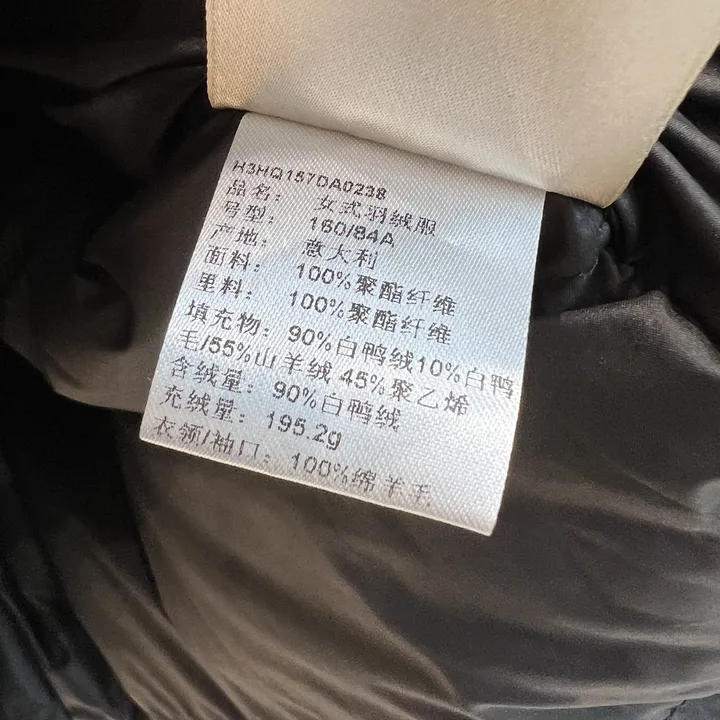 H3HQ157DA0238
品名： 女式羽绒服
号型： 160/84A
产地： 意大利
面料： 100%聚酯纤维
里料： 100%聚酯纤维
填充物： 90%白鸭绒10%白鸭
毛/55%山羊绒 45%聚乙烯
含绒量： 90%白鸭绒
充绒量： 195.2g
衣领/袖口： 100%绵羊毛